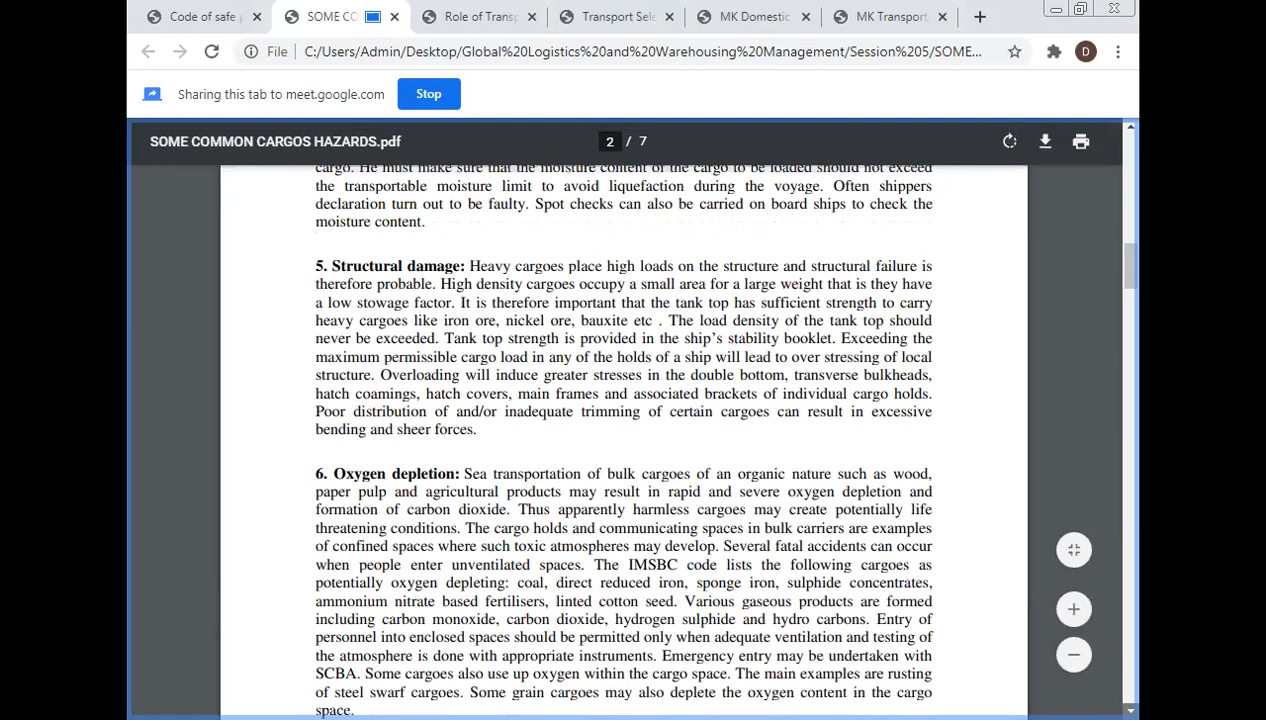 Code of safe p
SOME CO
Role of Transp
Transport Sele
MK Domestic
MK Transport
File
C:/Users/Admin/Desktop/Global%20Logistics%20and%20Warehousing%20Management/Session%205/SOME...
D
Sharing this tab to meet.google.com
Stop
SOME COMMON CARGOS HAZARDS.pdf
2 / 7
cargo. He must make sure that the moisture content of the cargo to be loaded should not exceed
the transportable moisture limit to avoid liquefaction during the voyage. Often shippers
declaration turn out to be faulty. Spot checks can also be carried on board ships to check the
moisture content.
5. Structural damage: Heavy cargoes place high loads on the structure and structural failure is
therefore probable. High density cargoes occupy a small area for a large weight that is they have
a low stowage factor. It is therefore important that the tank top has sufficient strength to carry
heavy cargoes like iron ore, nickel ore, bauxite etc . The load density of the tank top should
never be exceeded. Tank top strength is provided in the ship's stability booklet. Exceeding the
maximum permissible cargo load in any of the holds of a ship will lead to over stressing of local
structure. Overloading will induce greater stresses in the double bottom, transverse bulkheads,
hatch coamings, hatch covers, main frames and associated brackets of individual cargo holds.
Poor distribution of and/or inadequate trimming of certain cargoes can result in excessive
bending and sheer forces.
6. Oxygen depletion: Sea transportation of bulk cargoes of an organic nature such as wood,
paper pulp and agricultural products may result in rapid and severe oxygen depletion and
formation of carbon dioxide. Thus apparently harmless cargoes may create potentially life
threatening conditions. The cargo holds and communicating spaces in bulk carriers are examples
of confined spaces where such toxic atmospheres may develop. Several fatal accidents can occur
when people enter unventilated spaces. The IMSBC code lists the following cargoes as
potentially oxygen depleting: coal, direct reduced iron, sponge iron, sulphide concentrates,
ammonium nitrate based fertilisers, linted cotton seed. Various gaseous products are formed
including carbon monoxide, carbon dioxide, hydrogen sulphide and hydro carbons. Entry of
personnel into enclosed spaces should be permitted only when adequate ventilation and testing of
the atmosphere is done with appropriate instruments. Emergency entry may be undertaken with
SCBA. Some cargoes also use up oxygen within the cargo space. The main examples are rusting
of steel swarf cargoes. Some grain cargoes may also deplete the oxygen content in the cargo
space.